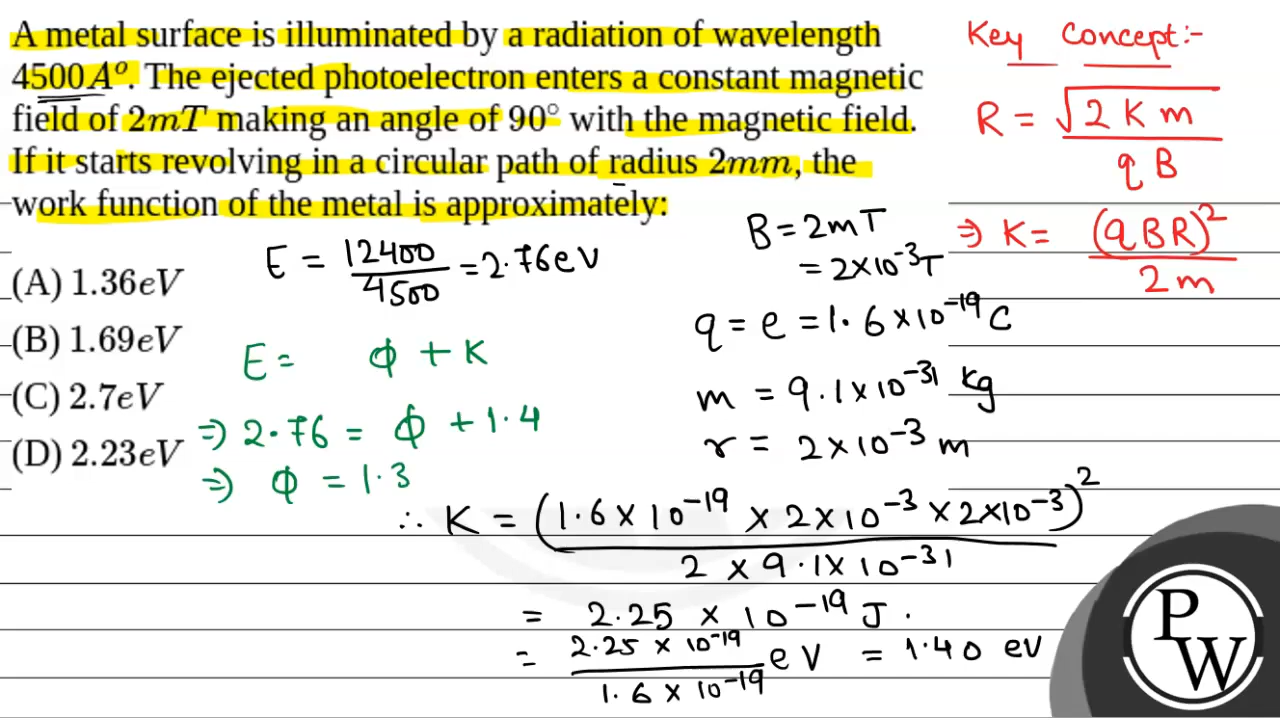 A metal surface is illuminated by a radiation of wavelength
4500 A°. The ejected photoelectron enters a constant magnetic
field of 2mT making an angle of 90° with the magnetic field.
If it starts revolving in a circular path of radius 2mm, the
work function of the metal is approximately:
(A) 1.36eV
(B) 1.69eV
(C) 2.7eV
(D) 2.23eV
E = 12400/4500 = 2.76eV
E = Φ + K
⇒ 2.76 = Φ + 1.4
⇒ Φ = 1.3
Key Concept:-
R = √(2Km)/qB
⇒ K = (qBR)²/2m
B = 2mT
= 2×10⁻³T
q = e = 1.6×10⁻¹⁹C
m = 9.1×10⁻³¹ kg
r = 2×10⁻³ m
∴ K = (1.6×10⁻¹⁹ × 2×10⁻³ × 2×10⁻³)²/2 × 9.1×10⁻³¹
= 2.25 × 10⁻¹⁹ J.
= 2.25 × 10⁻¹⁹/1.6 × 10⁻¹⁹ eV = 1.40 eV
PW